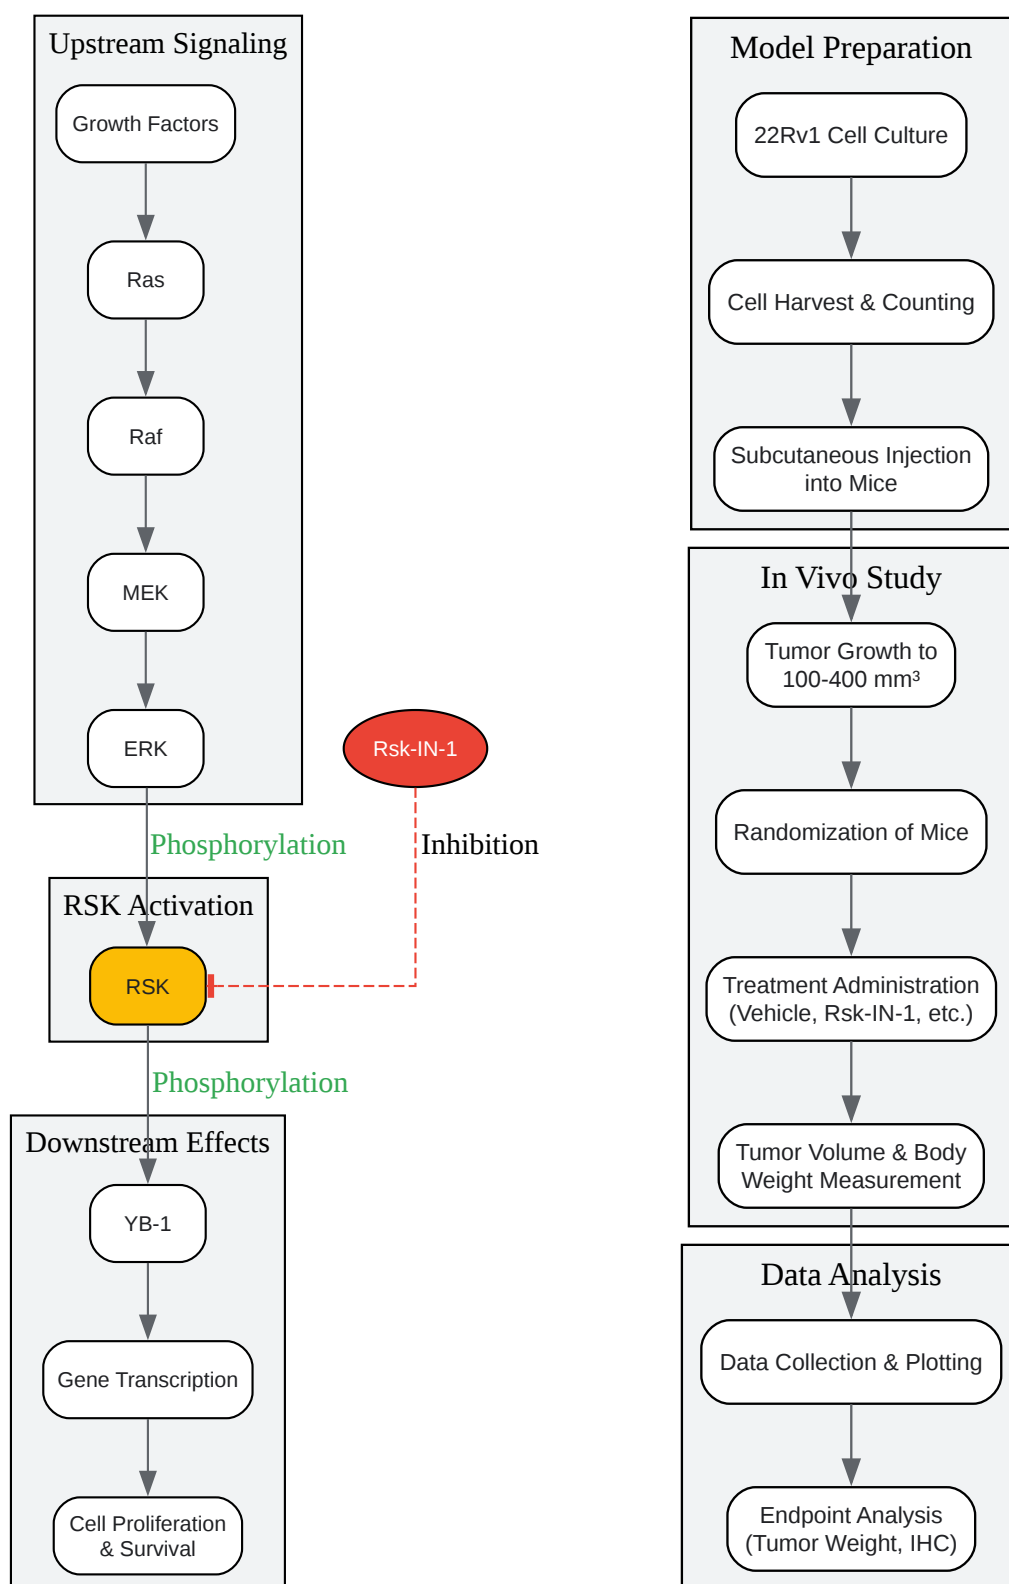 Upstream Signaling
Growth Factors
Ras
Raf
MEK
ERK
Rsk-IN-1
Phosphorylation
Inhibition
RSK Activation
RSK
Phosphorylation
Downstream Effects
YB-1
Gene Transcription
Cell Proliferation
& Survival
Model Preparation
22Rv1 Cell Culture
Cell Harvest & Counting
Subcutaneous Injection
into Mice
In Vivo Study
Tumor Growth to
100-400 mm³
Randomization of Mice
Treatment Administration
(Vehicle, Rsk-IN-1, etc.)
Tumor Volume & Body
Weight Measurement
Data Analysis
Data Collection & Plotting
Endpoint Analysis
(Tumor Weight, IHC)